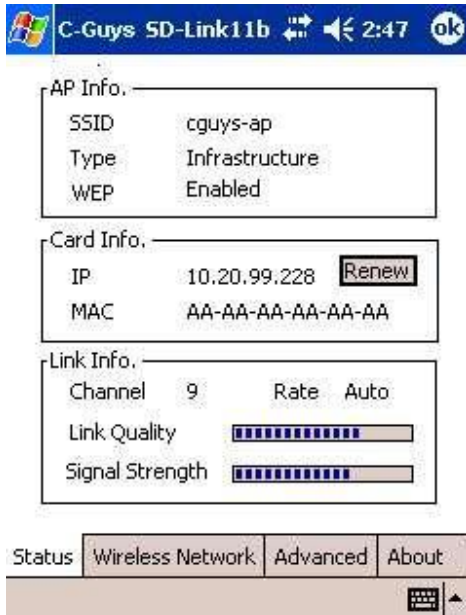 C-Guys SD-Link11b 2:47 ok
AP Info.
SSID cguys-ap
Type Infrastructure
WEP Enabled
Card Info.
IP 10.20.99.228 Renew
MAC AA-AA-AA-AA-AA-AA
Link Info.
Channel 9 Rate Auto
Link Quality
Signal Strength
Status Wireless Network Advanced About